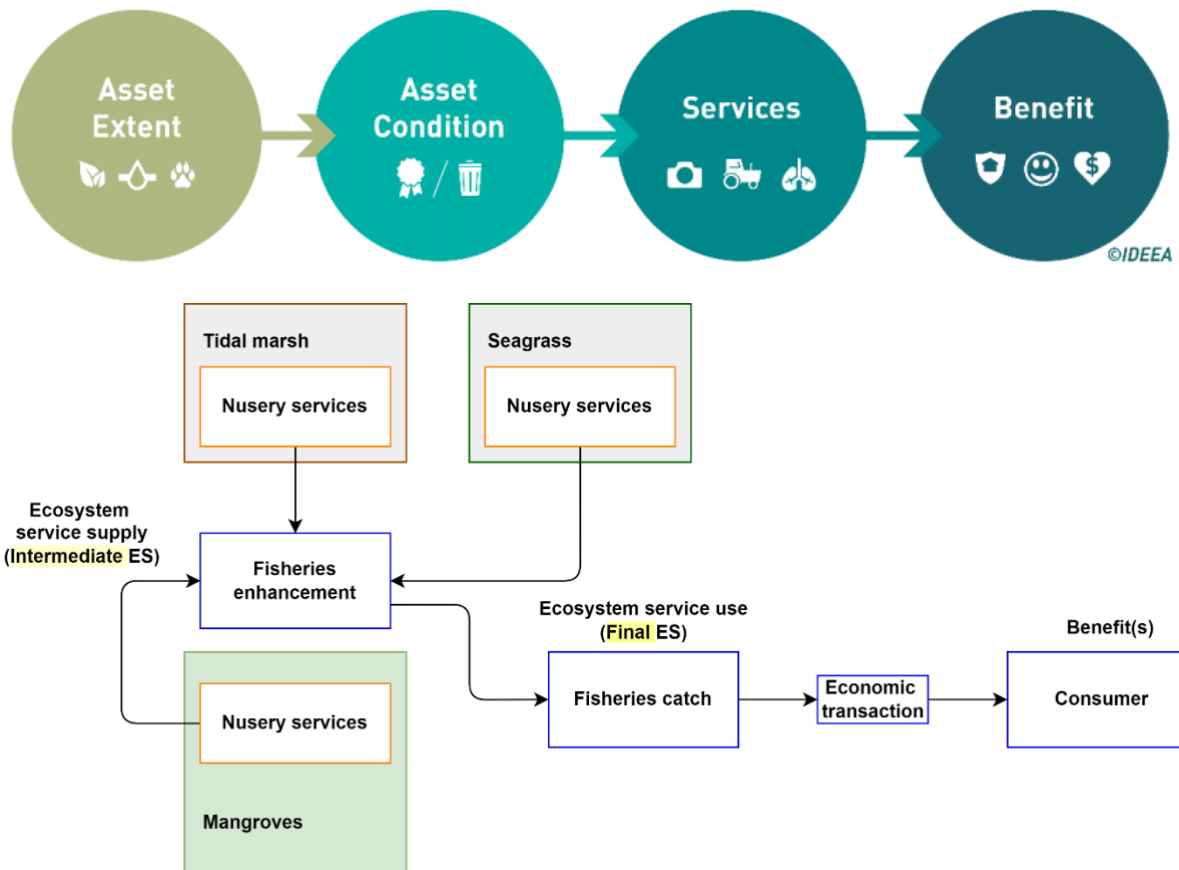 Asset
Extent
Asset
Condition
Services
Benefit
$
©IDEEA
Tidal marsh
Nusery services
Seagrass
Nusery services
Ecosystem
service supply
(Intermediate ES)
Fisheries
enhancement
Ecosystem service use
(Final ES)
Benefit(s)
Fisheries catch
Economic
transaction
Consumer
Nusery services
Mangroves